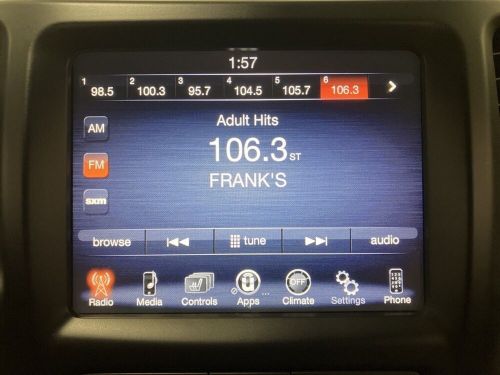 1:57
1 2 3 4 5 6
98.5 100.3 95.7 104.5 105.7 106.3
Adult Hits
AM
106.3 ST
FM
FRANK'S
sxm
browse tune audio
OFF
Radio Media Controls Apps Climate Settings Phone